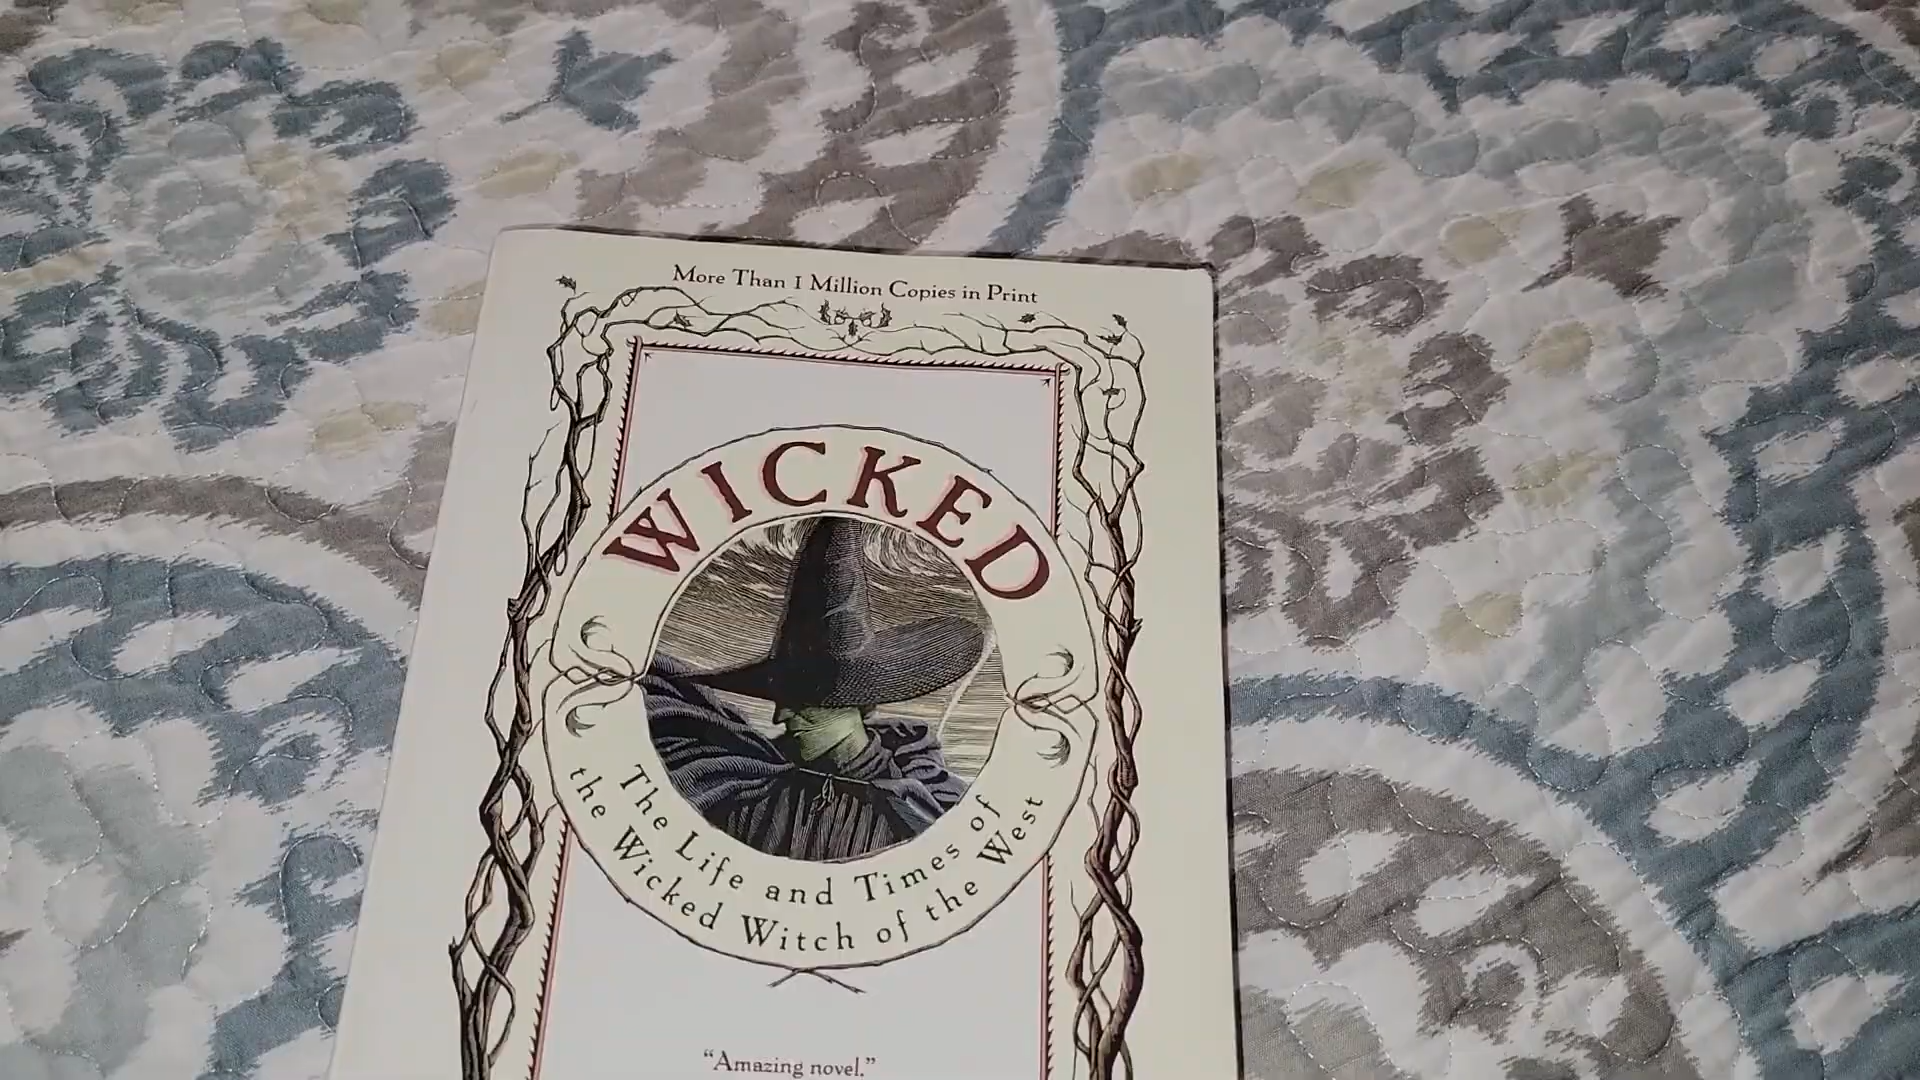 More Than 1 Million Copies in Print
WICKED
The Life and Times of
the Wicked Witch of the West
“Amazing novel.”